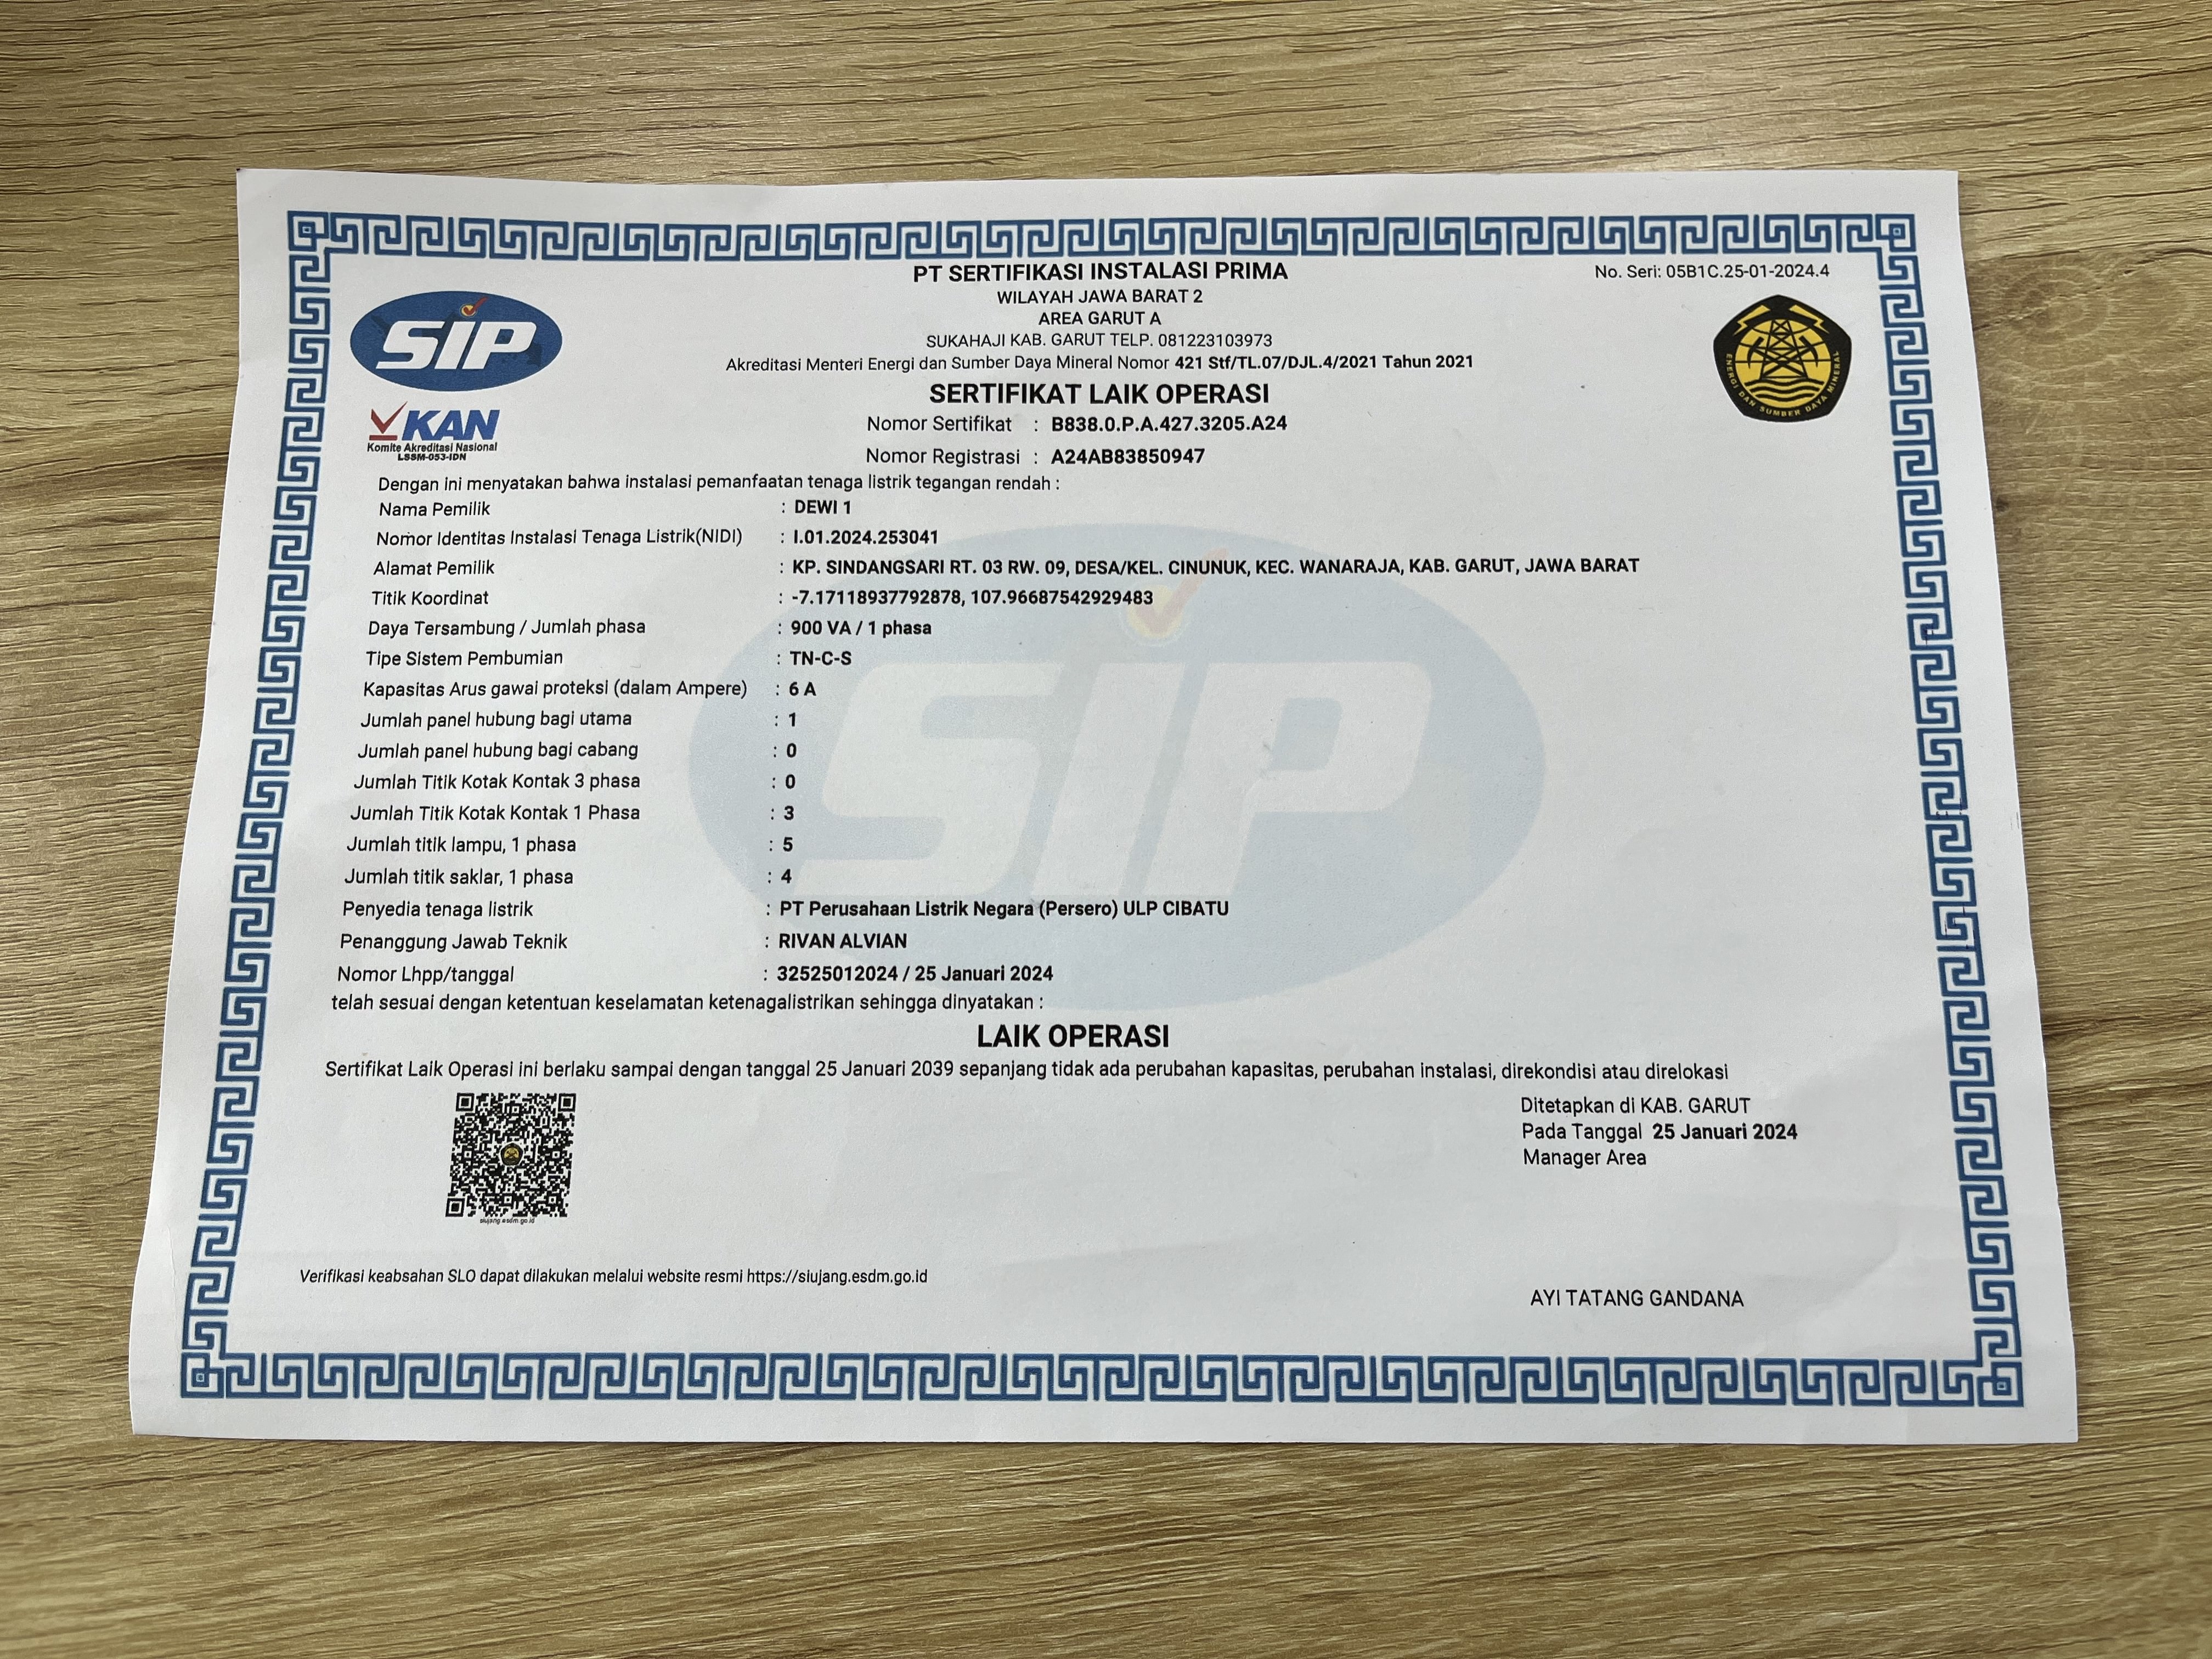 PT SERTIFIKASI INSTALASI PRIMA
No. Seri: 05B1C.25-01-2024.4
WILAYAH JAWA BARAT 2
AREA GARUT A
SUKAHAJI KAB. GARUT TELP. 081223103973
Akreditasi Menteri Energi dan Sumber Daya Mineral Nomor 421 Stf/TL.07/DJL.4/2021 Tahun 2021
SIP
ENERGI DAN SUMBER DAYA MINERAL
SERTIFIKAT LAIK OPERASI
KAN
Komite Akreditasi Nasional
LSSM-053-IDN
Nomor Sertifikat : B838.0.P.A.427.3205.A24
Nomor Registrasi : A24AB83850947
Dengan ini menyatakan bahwa instalasi pemanfaatan tenaga listrik tegangan rendah :
Nama Pemilik : DEWI 1
Nomor Identitas Instalasi Tenaga Listrik(NIDI) : I.01.2024.253041
Alamat Pemilik : KP. SINDANGSARI RT. 03 RW. 09, DESA/KEL. CINUNUK, KEC. WANARAJA, KAB. GARUT, JAWA BARAT
Titik Koordinat : -7.17118937792878, 107.96687542929483
Daya Tersambung / Jumlah phasa : 900 VA / 1 phasa
Tipe Sistem Pembumian : TN-C-S
Kapasitas Arus gawai proteksi (dalam Ampere) : 6 A
Jumlah panel hubung bagi utama : 1
Jumlah panel hubung bagi cabang : 0
Jumlah Titik Kotak Kontak 3 phasa : 0
Jumlah Titik Kotak Kontak 1 Phasa : 3
Jumlah titik lampu, 1 phasa : 5
Jumlah titik saklar, 1 phasa : 4
Penyedia tenaga listrik : PT Perusahaan Listrik Negara (Persero) ULP CIBATU
Penanggung Jawab Teknik : RIVAN ALVIAN
Nomor Lhpp/tanggal : 32525012024 / 25 Januari 2024
telah sesuai dengan ketentuan keselamatan ketenagalistrikan sehingga dinyatakan :
SIP
LAIK OPERASI
Sertifikat Laik Operasi ini berlaku sampai dengan tanggal 25 Januari 2039 sepanjang tidak ada perubahan kapasitas, perubahan instalasi, direkondisi atau direlokasi
Ditetapkan di KAB. GARUT
Pada Tanggal 25 Januari 2024
Manager Area
siujang.esdm.go.id
Verifikasi keabsahan SLO dapat dilakukan melalui website resmi https://siujang.esdm.go.id
AYI TATANG GANDANA